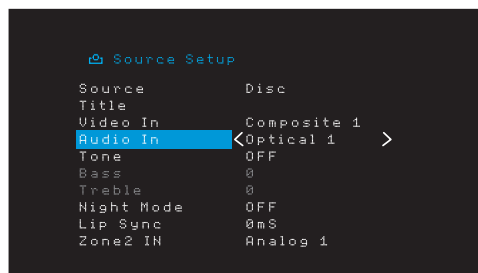 Source Setup
Source Disc
Title
Video In Composite 1
Audio In < Optical 1 >
Tone OFF
Bass 0
Treble 0
Night Mode OFF
Lip Sync 0mS
Zone2 IN Analog 1